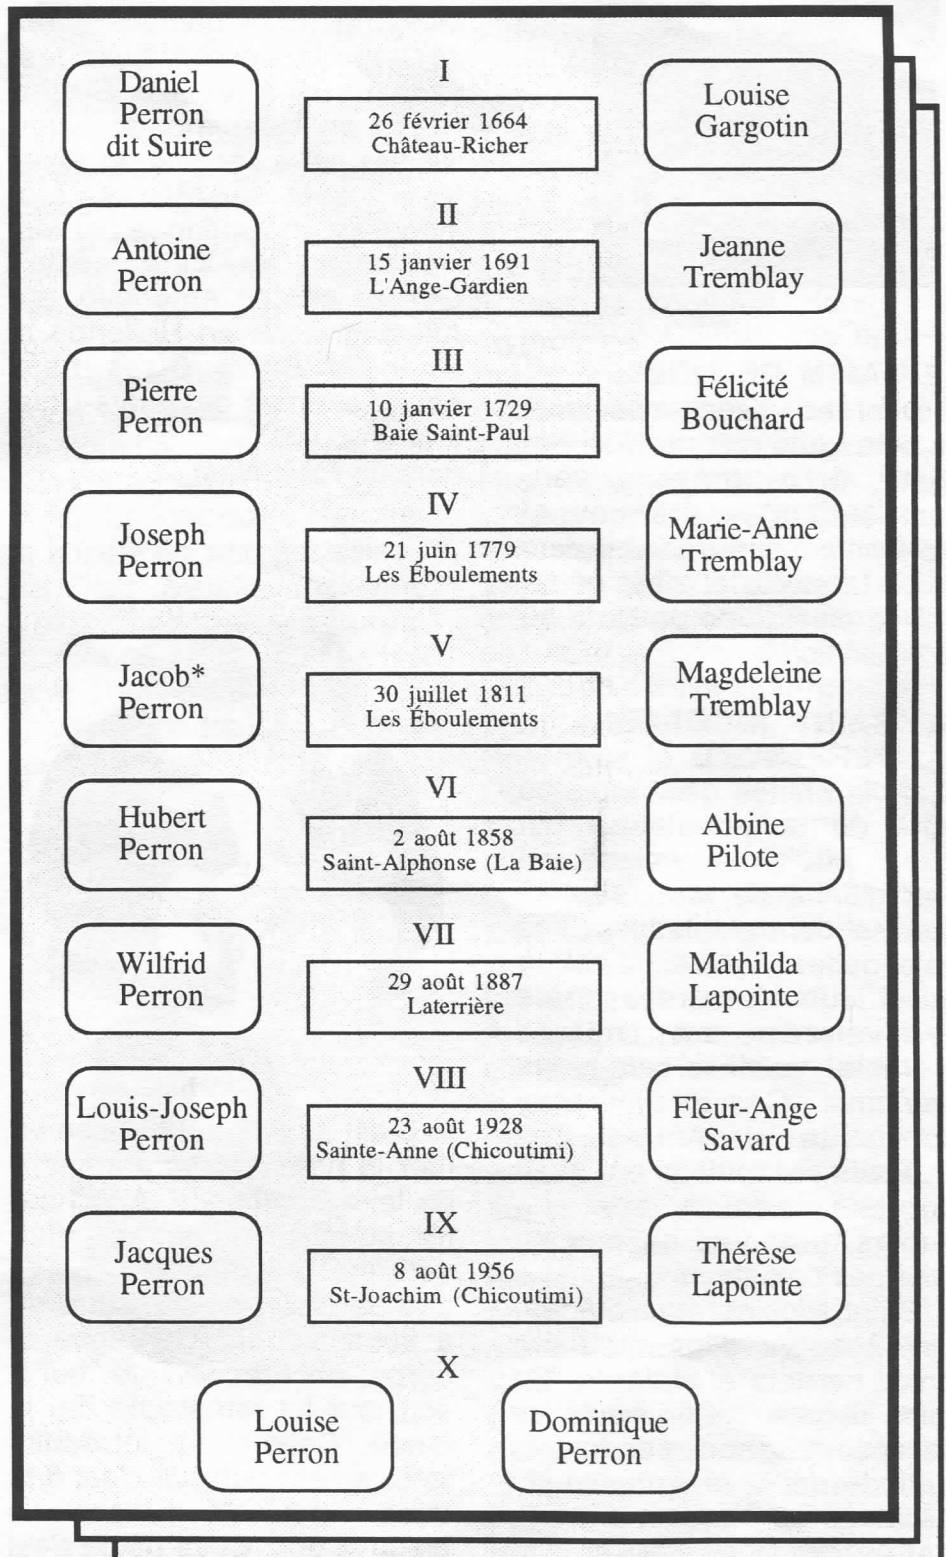 I
Daniel
Perron
dit Suire
26 février 1664
Château-Richer
Louise
Gargotin
II
Antoine
Perron
15 janvier 1691
L'Ange-Gardien
Jeanne
Tremblay
III
Pierre
Perron
10 janvier 1729
Baie Saint-Paul
Félicité
Bouchard
IV
Joseph
Perron
21 juin 1779
Les Éboulements
Marie-Anne
Tremblay
V
Jacob*
Perron
30 juillet 1811
Les Éboulements
Magdeleine
Tremblay
VI
Hubert
Perron
2 août 1858
Saint-Alphonse (La Baie)
Albine
Pilote
VII
Wilfrid
Perron
29 août 1887
Laterrière
Mathilda
Lapointe
VIII
Louis-Joseph
Perron
23 août 1928
Sainte-Anne (Chicoutimi)
Fleur-Ange
Savard
IX
Jacques
Perron
8 août 1956
St-Joachim (Chicoutimi)
Thérèse
Lapointe
X
Louise
Perron
Dominique
Perron